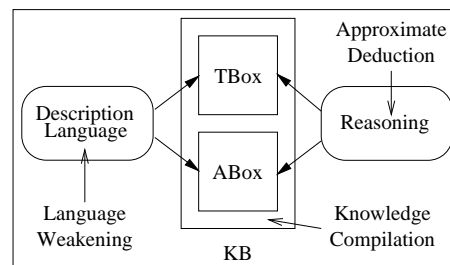 Approximate
Deduction
TBox
Description
Language
Reasoning
ABox
Language
Weakening
Knowledge
Compilation
KB